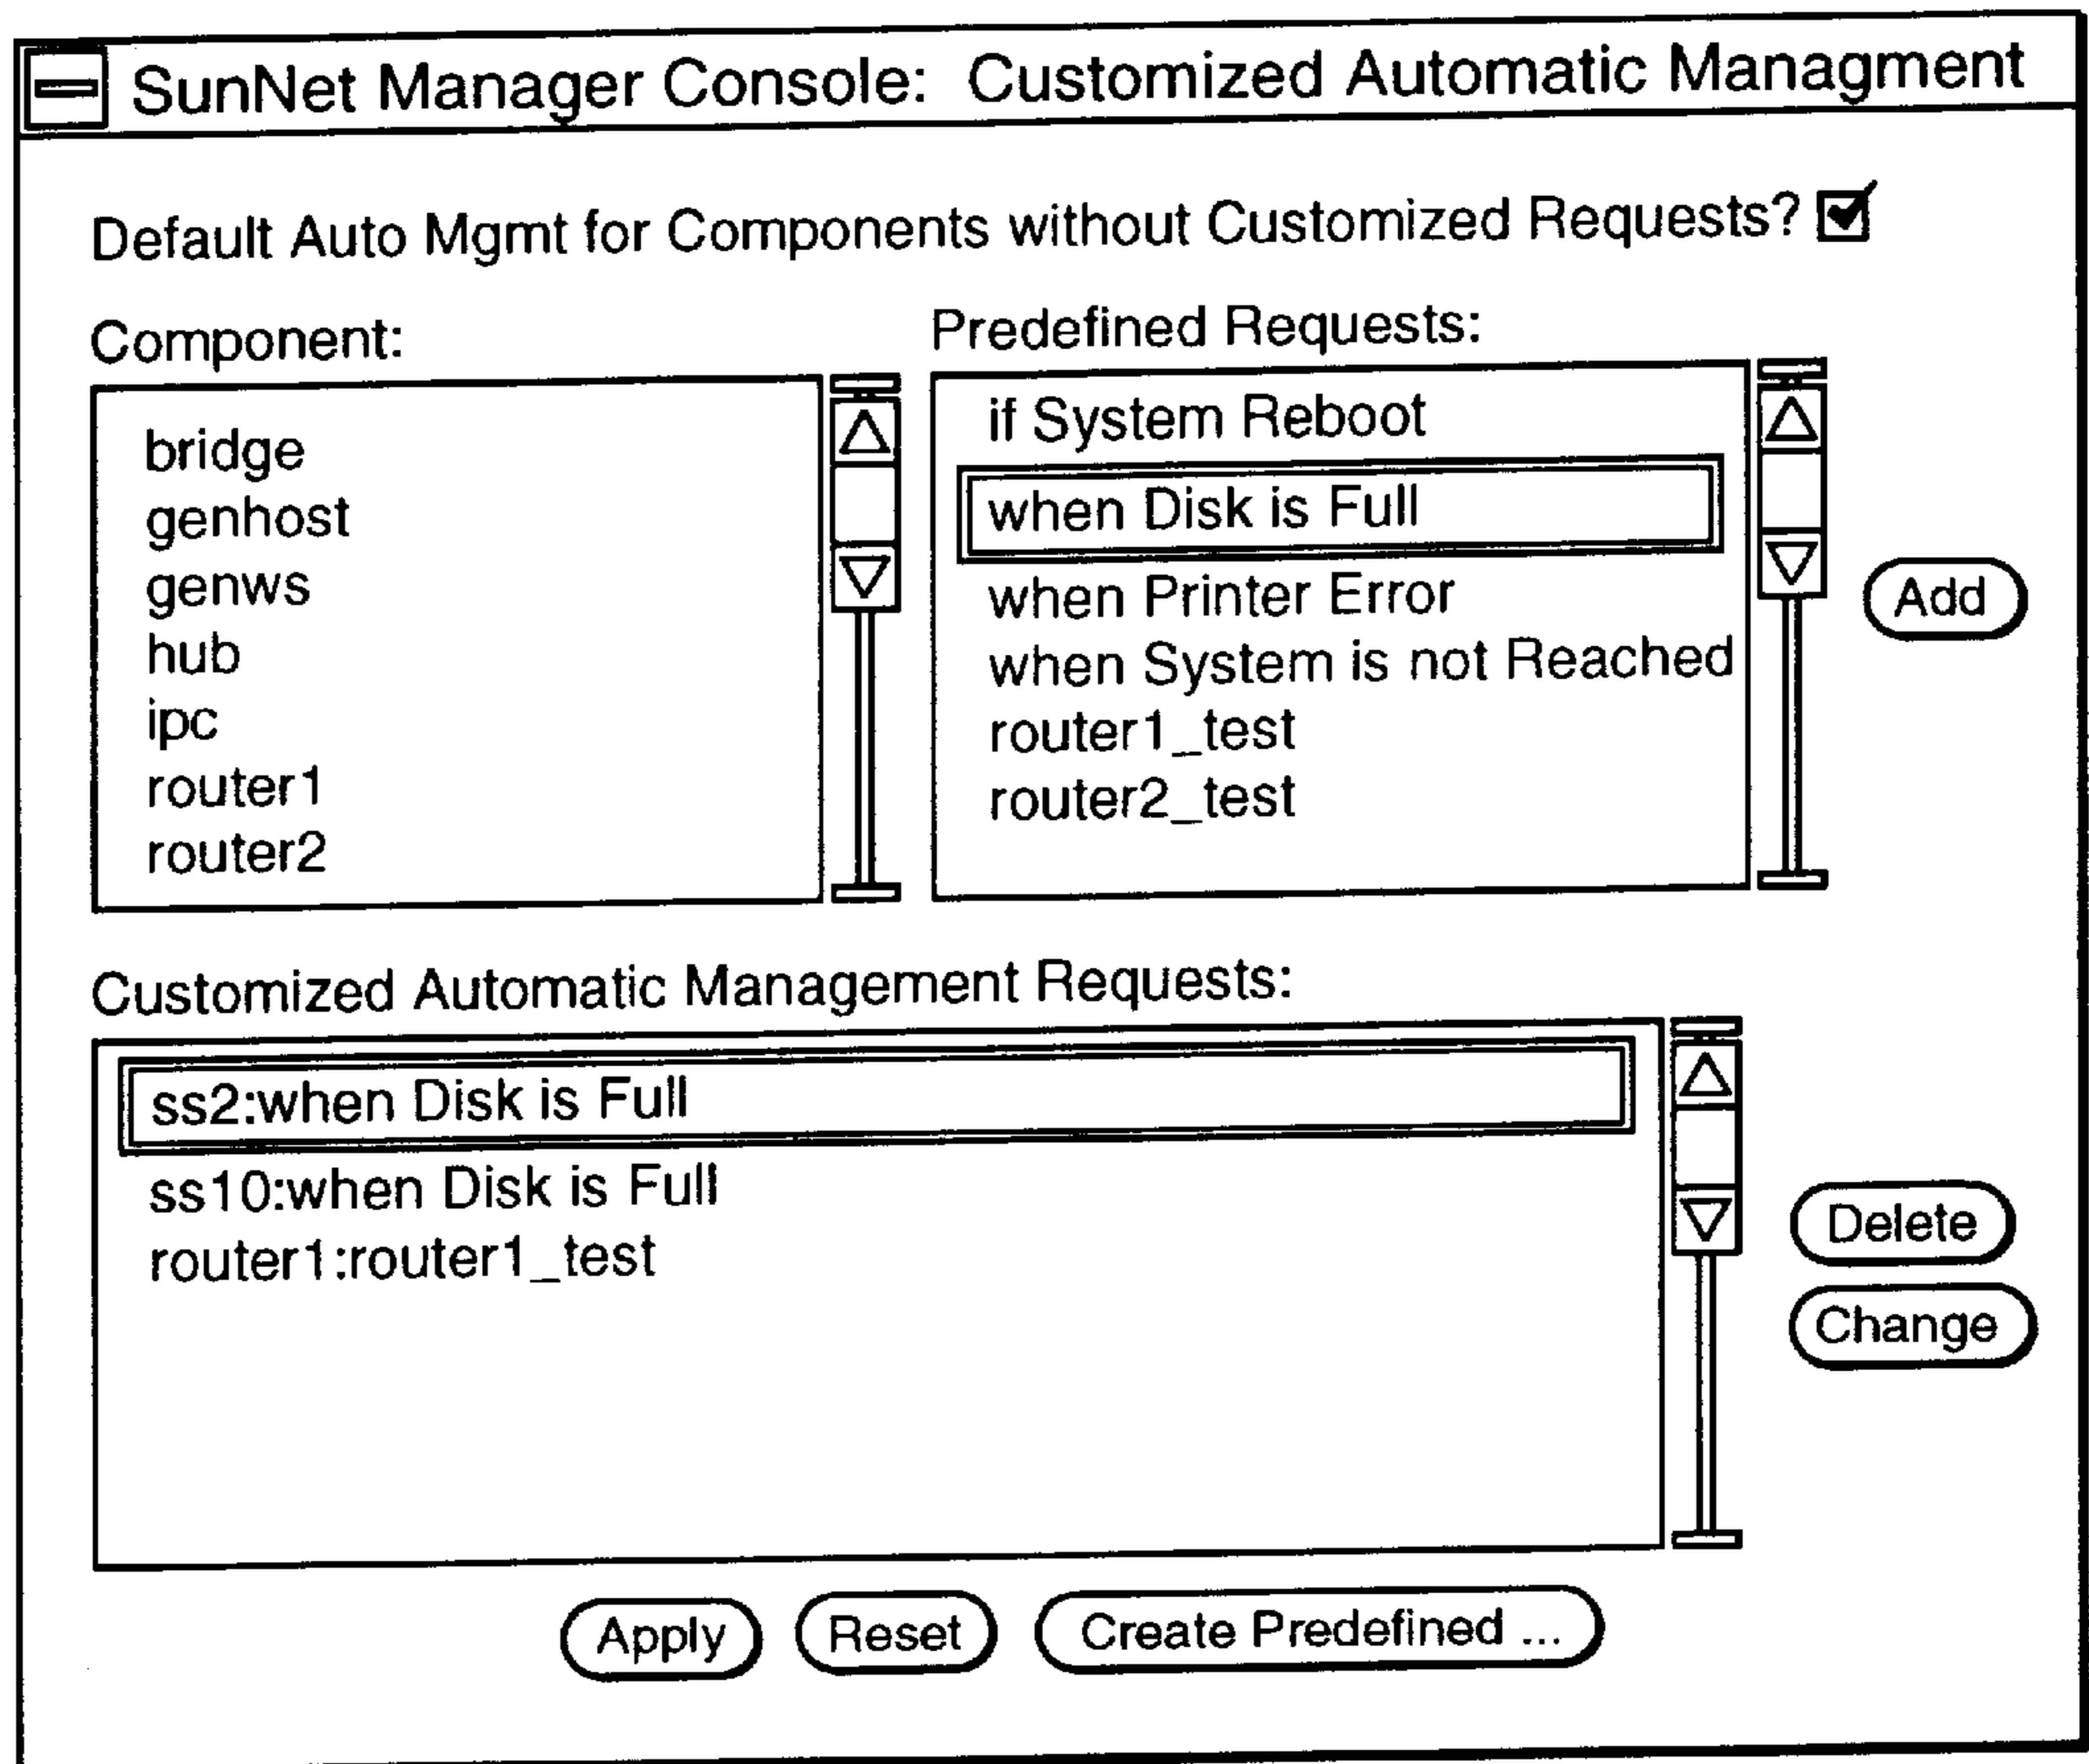 SunNet Manager Console: Customized Automatic Managment
Default Auto Mgmt for Components without Customized Requests?
Component:
bridge
genhost
genws
hub
ipc
router1
router2
Predefined Requests:
if System Reboot
when Disk is Full
when Printer Error
when System is not Reached
router1_test
router2_test
Add
Customized Automatic Management Requests:
ss2:when Disk is Full
ss10:when Disk is Full
router1:router1_test
Delete
Change
Apply
Reset
Create Predefined ...